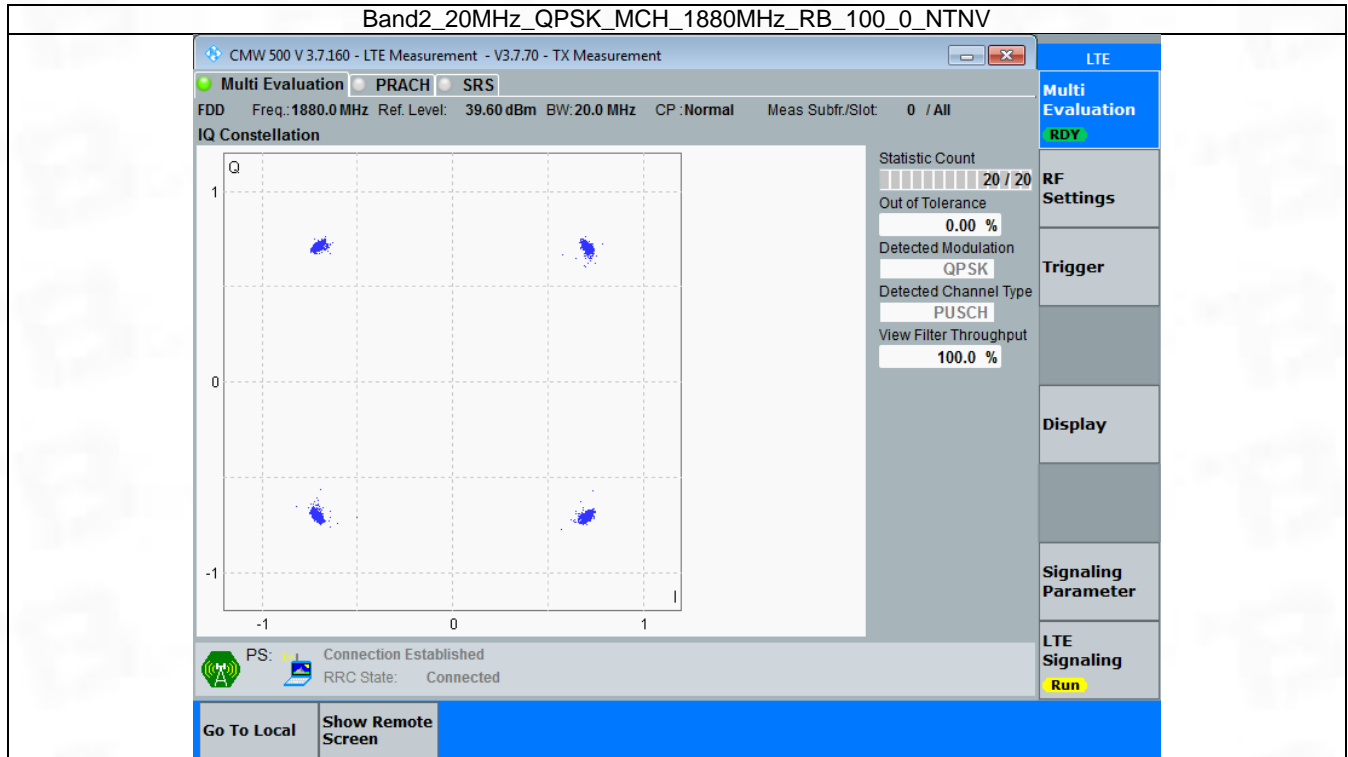 Band2_20MHz_QPSK_MCH_1880MHz_RB_100_0_NTNV
CMW 500 V 3.7.160 - LTE Measurement - V3.7.70 - TX Measurement
Multi Evaluation PRACH SRS
FDD Freq.: 1880.0 MHz Ref. Level: 39.60 dBm BW: 20.0 MHz CP : Normal Meas Subfr./Slot: 0 / All
IQ Constellation
Q
1
0
-1
-1 0 1
I
Statistic Count
20 / 20
Out of Tolerance
0.00 %
Detected Modulation
QPSK
Detected Channel Type
PUSCH
View Filter Throughput
100.0 %
PS: Connection Established
RRC State: Connected
LTE
Multi
Evaluation
RDY
RF
Settings
Trigger
Display
Signaling
Parameter
LTE
Signaling
Run
Go To Local
Show Remote
Screen